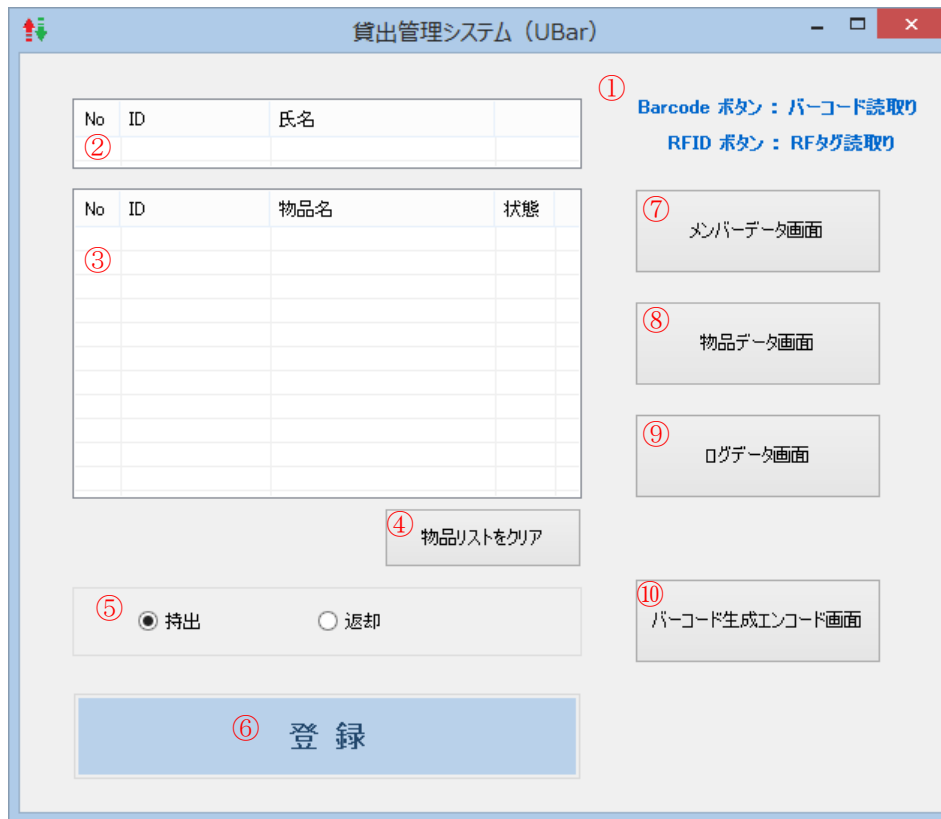 貸出管理システム（UBar）
①
Barcode ボタン： バーコード読取り
RFID ボタン： RFタグ読取り
No ID 氏名
②
No ID 物品名 状態
③
⑦
メンバーデータ画面
⑧
物品データ画面
⑨
ログデータ画面
④
物品リストをクリア
⑤
持出 返却
⑩
バーコード生成エンコード画面
⑥ 登 録